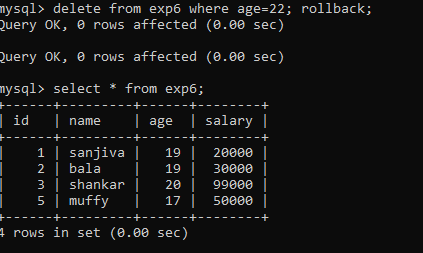 mysql> delete from exp6 where age=22; rollback;
Query OK, 0 rows affected (0.00 sec)

Query OK, 0 rows affected (0.00 sec)

mysql> select * from exp6;
+----+---------+-----+--------+
| id | name    | age | salary |
+----+---------+-----+--------+
|  1 | sanjiva |  19 |  20000 |
|  2 | bala    |  19 |  30000 |
|  3 | shankar |  20 |  99000 |
|  5 | muffy   |  17 |  50000 |
+----+---------+-----+--------+
4 rows in set (0.00 sec)